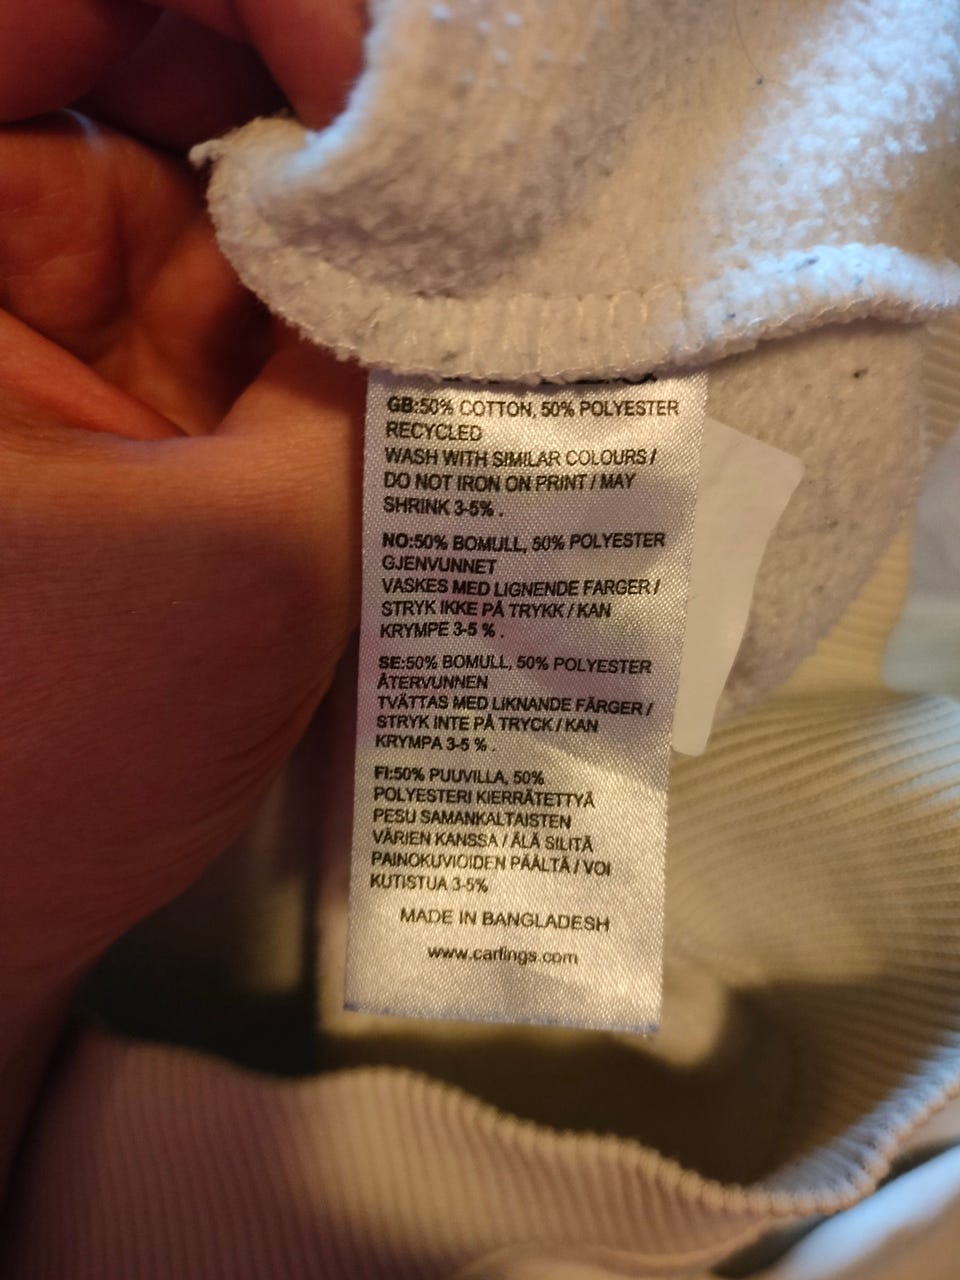 GB:50% COTTON, 50% POLYESTER
RECYCLED
WASH WITH SIMILAR COLOURS /
DO NOT IRON ON PRINT / MAY
SHRINK 3-5% .
NO:50% BOMULL, 50% POLYESTER
GJENVUNNET
VASKES MED LIGNENDE FARGER /
STRYK IKKE PÅ TRYKK / KAN
KRYMPE 3-5 % .
SE:50% BOMULL, 50% POLYESTER
ÅTERVUNNEN
TVÄTTAS MED LIKNANDE FÄRGER /
STRYK INTE PÅ TRYCK / KAN
KRYMPA 3-5 % .
FI:50% PUUVILLA, 50%
POLYESTERI KIERRÄTETTYÄ
PESU SAMANKALTAISTEN
VÄRIEN KANSSA / ÄLÄ SILITÄ
PAINOKUVIOIDEN PÄÄLTÄ / VOI
KUTISTUA 3-5%
MADE IN BANGLADESH
www.carlings.com